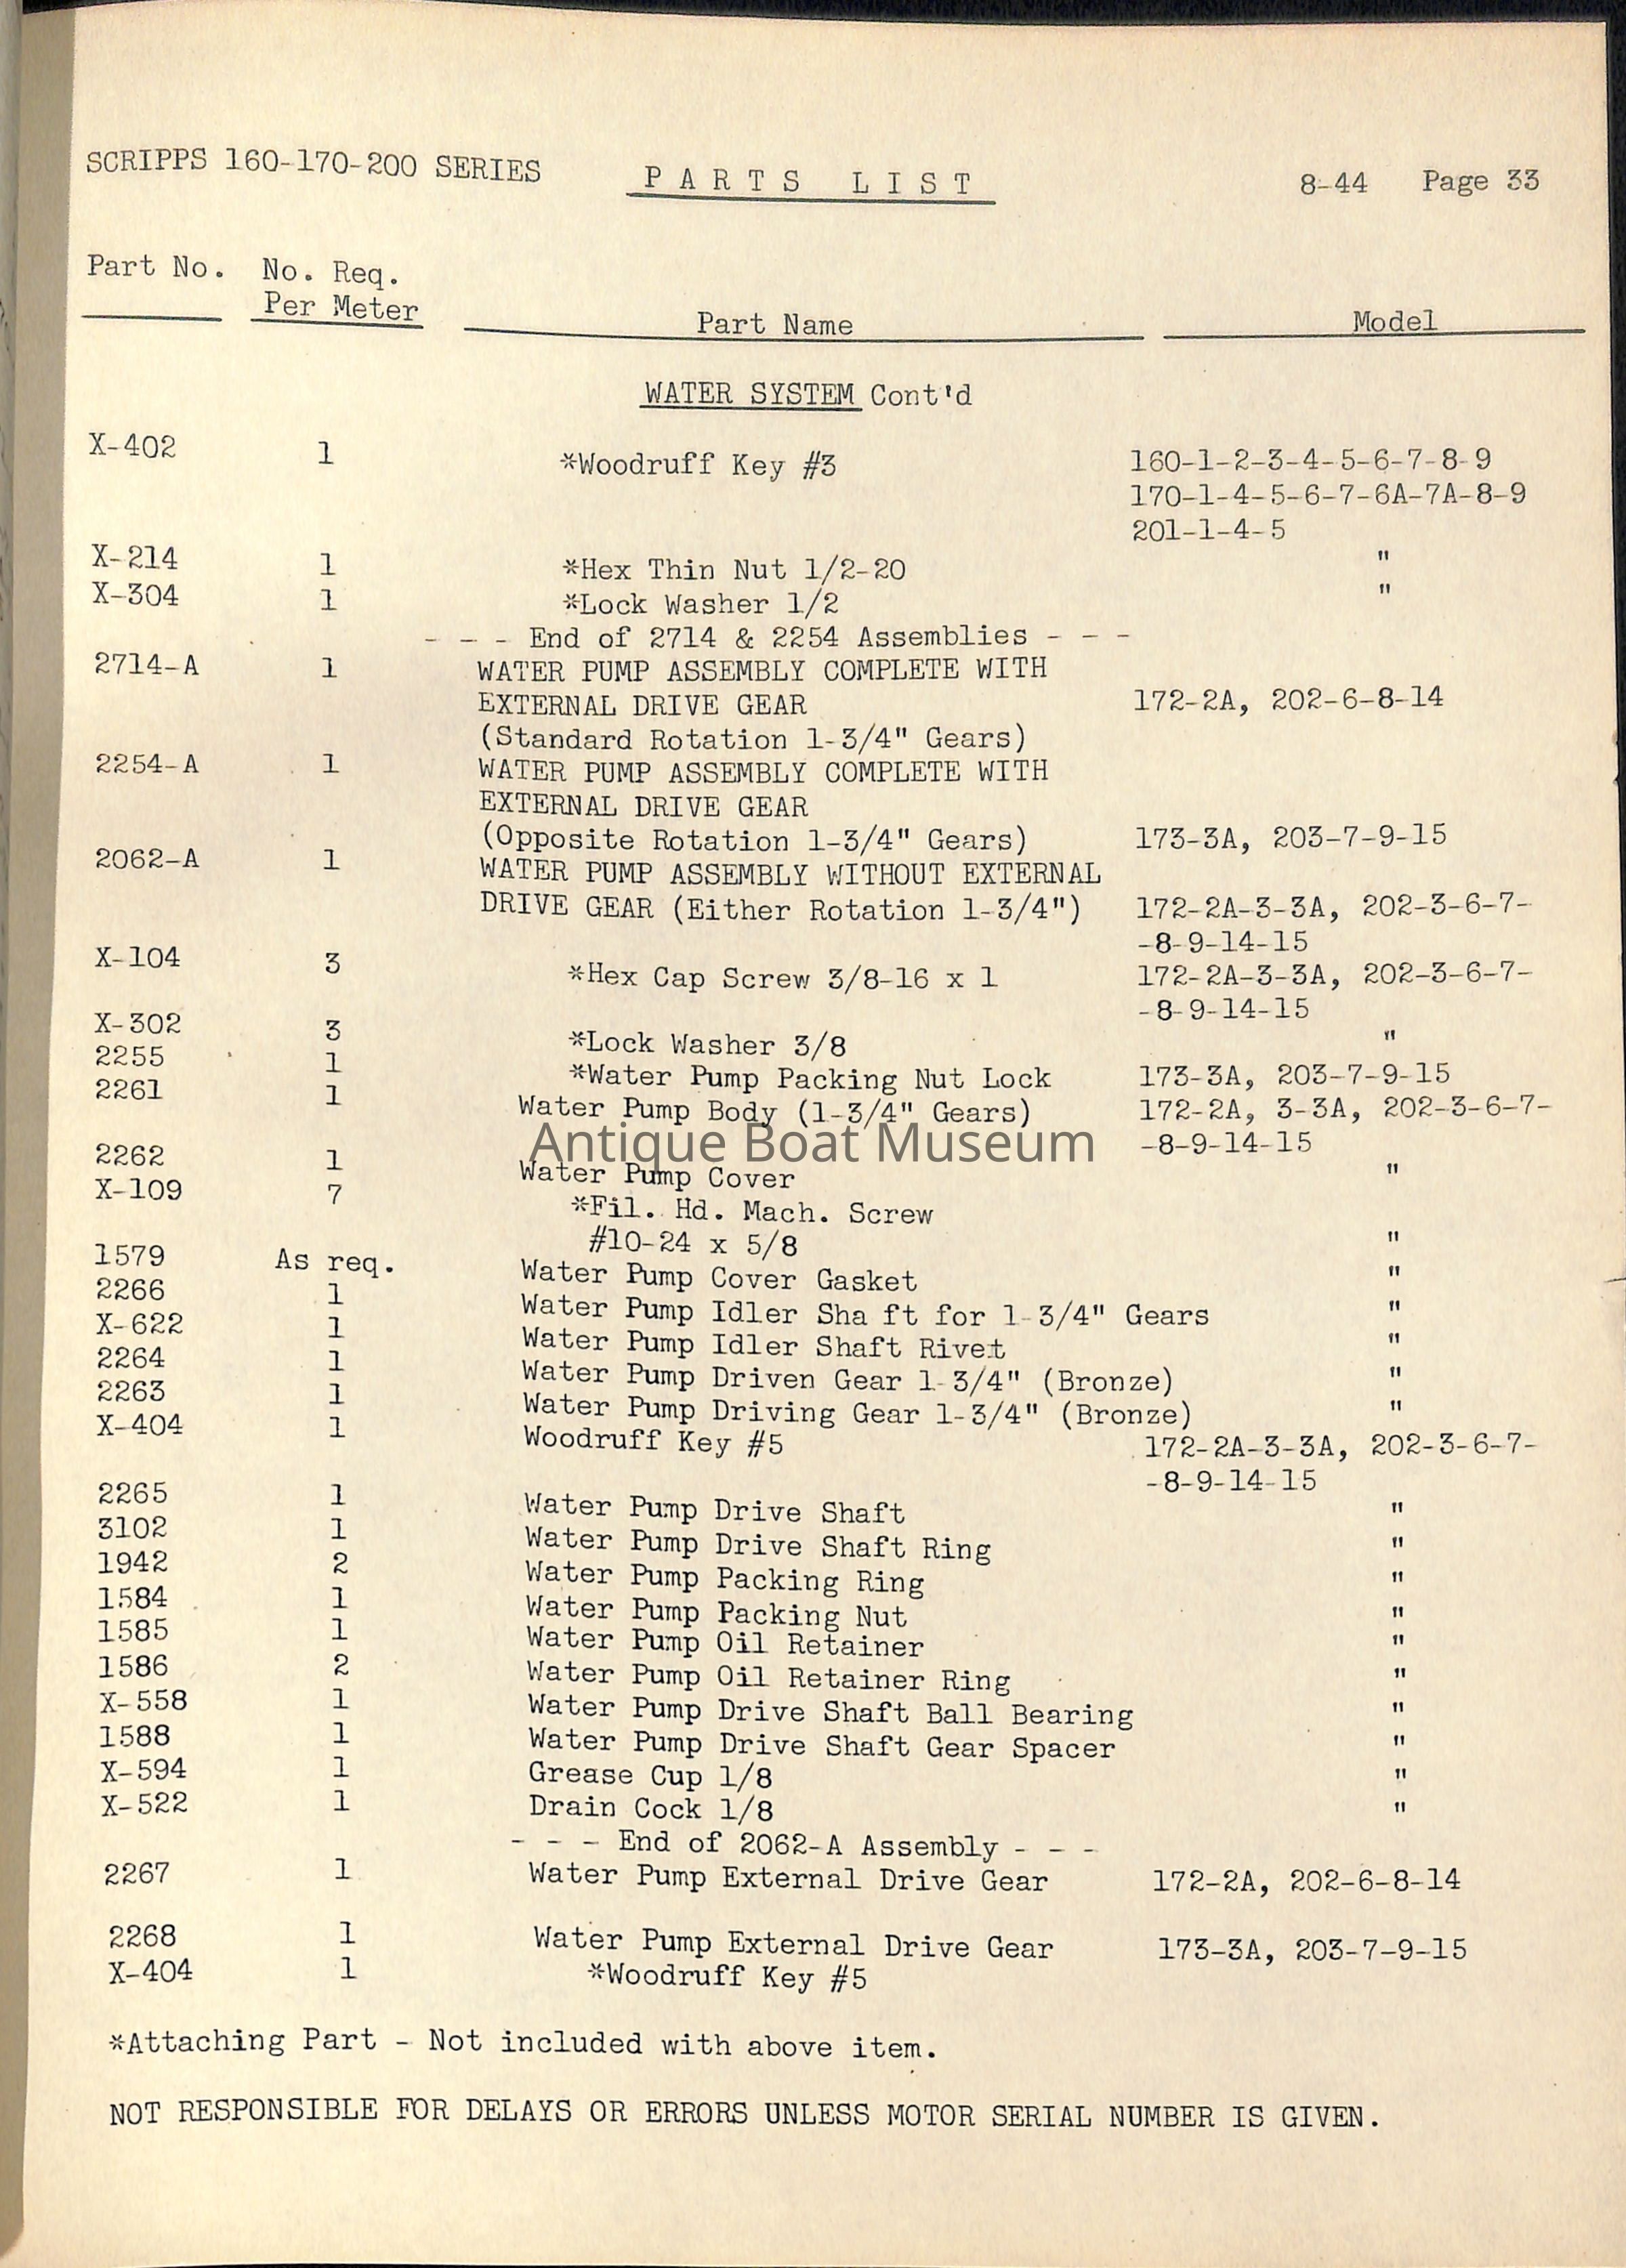 SCRIPPS 160-170-200 SERIES P A R T S L I S T 8-44 Page 33
Part No. No. Req.
Per Meter Part Name Model
WATER SYSTEM Cont'd
X-402 1 *Woodruff Key #3 160-1-2-3-4-5-6-7-8-9
170-1-4-5-6-7-6A-7A-8-9
201-1-4-5
X-214 1 *Hex Thin Nut 1/2-20 "
X-304 1 *Lock Washer 1/2 "
- - - End of 2714 & 2254 Assemblies - - -
2714-A 1 WATER PUMP ASSEMBLY COMPLETE WITH
EXTERNAL DRIVE GEAR 172-2A, 202-6-8-14
(Standard Rotation 1-3/4" Gears)
2254-A 1 WATER PUMP ASSEMBLY COMPLETE WITH
EXTERNAL DRIVE GEAR
(Opposite Rotation 1-3/4" Gears) 173-3A, 203-7-9-15
2062-A 1 WATER PUMP ASSEMBLY WITHOUT EXTERNAL
DRIVE GEAR (Either Rotation 1-3/4") 172-2A-3-3A, 202-3-6-7-
-8-9-14-15
X-104 3 *Hex Cap Screw 3/8-16 x 1 172-2A-3-3A, 202-3-6-7-
-8-9-14-15
X-302 3 *Lock Washer 3/8 "
2255 1 *Water Pump Packing Nut Lock 173-3A, 203-7-9-15
2261 1 Water Pump Body (1-3/4" Gears) 172-2A, 3-3A, 202-3-6-7-
Antique Boat Museum
-8-9-14-15
2262 1 Water Pump Cover "
X-109 7 *Fil. Hd. Mach. Screw
#10-24 x 5/8 "
1579 As req. Water Pump Cover Gasket "
2266 1 Water Pump Idler Sha ft for 1-3/4" Gears "
X-622 1 Water Pump Idler Shaft Rivet "
2264 1 Water Pump Driven Gear 1-3/4" (Bronze) "
2263 1 Water Pump Driving Gear 1-3/4" (Bronze) "
X-404 1 Woodruff Key #5 172-2A-3-3A, 202-3-6-7-
-8-9-14-15
2265 1 Water Pump Drive Shaft "
3102 1 Water Pump Drive Shaft Ring "
1942 2 Water Pump Packing Ring "
1584 1 Water Pump Packing Nut "
1585 1 Water Pump Oil Retainer "
1586 2 Water Pump Oil Retainer Ring "
X-558 1 Water Pump Drive Shaft Ball Bearing "
1588 1 Water Pump Drive Shaft Gear Spacer "
X-594 1 Grease Cup 1/8 "
X-522 1 Drain Cock 1/8 "
- - - End of 2062-A Assembly - - -
2267 1 Water Pump External Drive Gear 172-2A, 202-6-8-14
2268 1 Water Pump External Drive Gear 173-3A, 203-7-9-15
X-404 1 *Woodruff Key #5
*Attaching Part - Not included with above item.
NOT RESPONSIBLE FOR DELAYS OR ERRORS UNLESS MOTOR SERIAL NUMBER IS GIVEN.